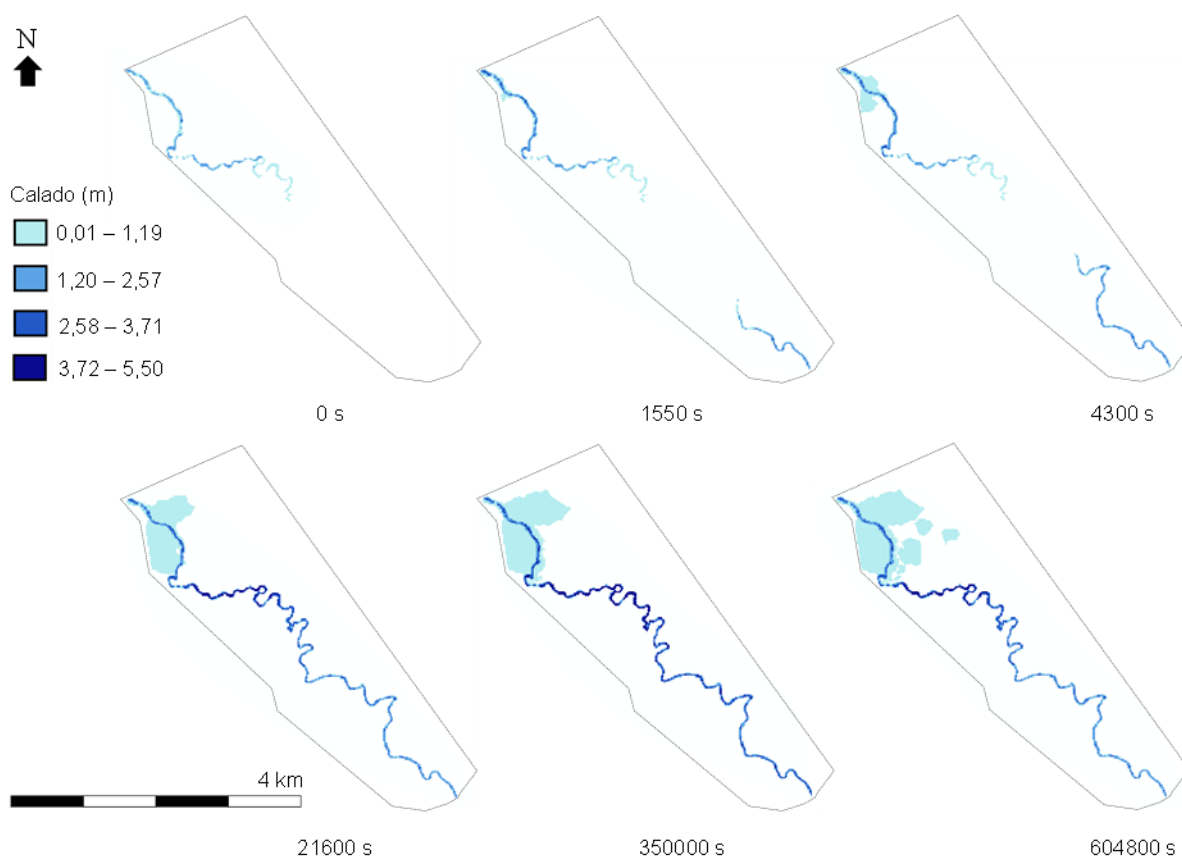 N
Calado (m)
0,01 – 1,19
1,20 – 2,57
2,58 – 3,71
3,72 – 5,50
0 s
1550 s
4300 s
4 km
21600 s
350000 s
604800 s